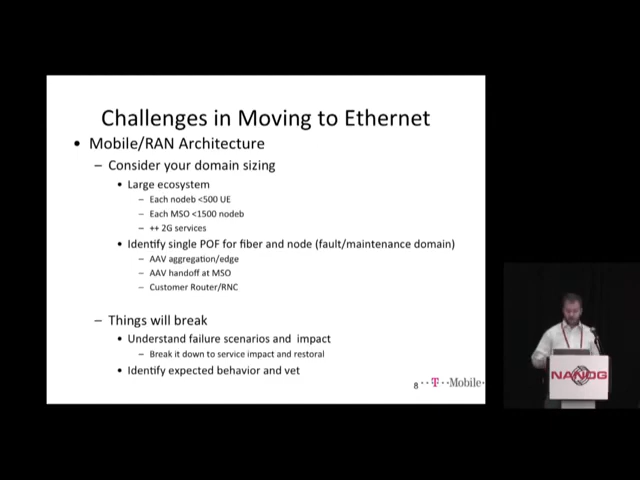 Challenges in Moving to Ethernet
• Mobile/RAN Architecture
– Consider your domain sizing
• Large ecosystem
– Each nodeb <500 UE
– Each MSO <1500 nodeb
– ++ 2G services
• Identify single POF for fiber and node (fault/maintenance domain)
– AAV aggregation/edge
– AAV handoff at MSO
– Customer Router/RNC
– Things will break
• Understand failure scenarios and impact
– Break it down to service impact and restoral
• Identify expected behavior and vet
8 ··T··Mobile·
NANOG